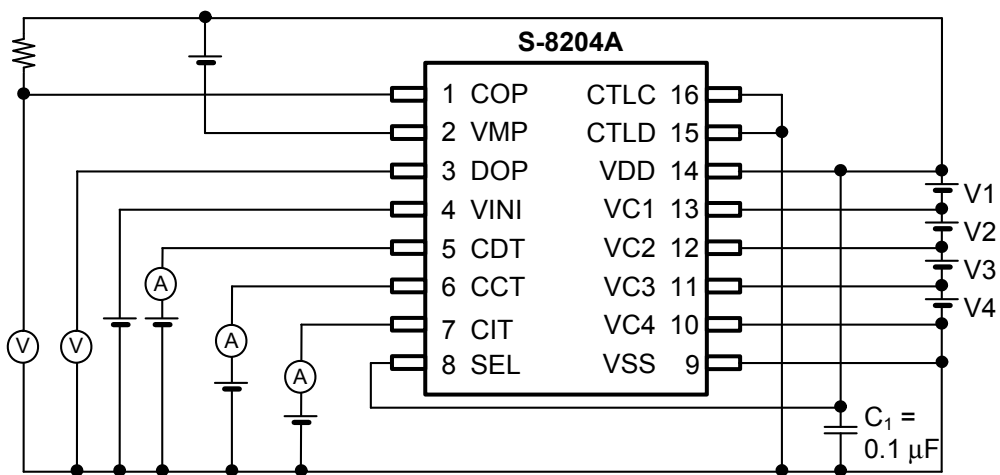 S-8204A
1 COP CTLC 16
2 VMP CTLD 15
3 DOP VDD 14
V1
4 VINI VC1 13
V2
5 CDT VC2 12
V3
A
6 CCT VC3 11
V4
7 CIT VC4 10
A
V V
8 SEL VSS 9
A
C₁ =
0.1 μF